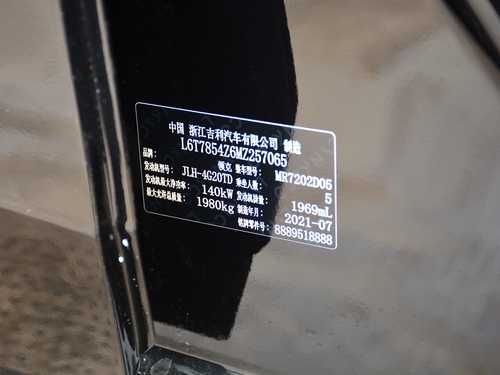 中国 浙江吉利汽车有限公司 制造
L6T7854Z6MZ257065
品牌: 领克 整车型号: MR7202D05
发动机型号: JLH-4G20TD 乘坐人数: 5
发动机最大净功率: 140kW 发动机排量: 1969mL
最大允许总质量: 1980kg 制造年月: 2021-07
铭牌零件号: 8889518888